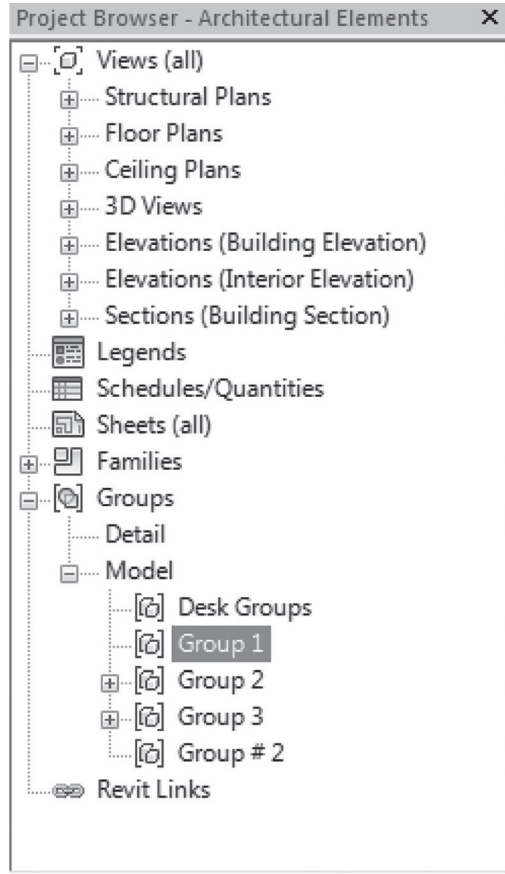 Project Browser - Architectural Elements
Views (all)
Structural Plans
Floor Plans
Ceiling Plans
3D Views
Elevations (Building Elevation)
Elevations (Interior Elevation)
Sections (Building Section)
Legends
Schedules/Quantities
Sheets (all)
Families
Groups
Detail
Model
Desk Groups
Group 1
Group 2
Group 3
Group # 2
Revit Links